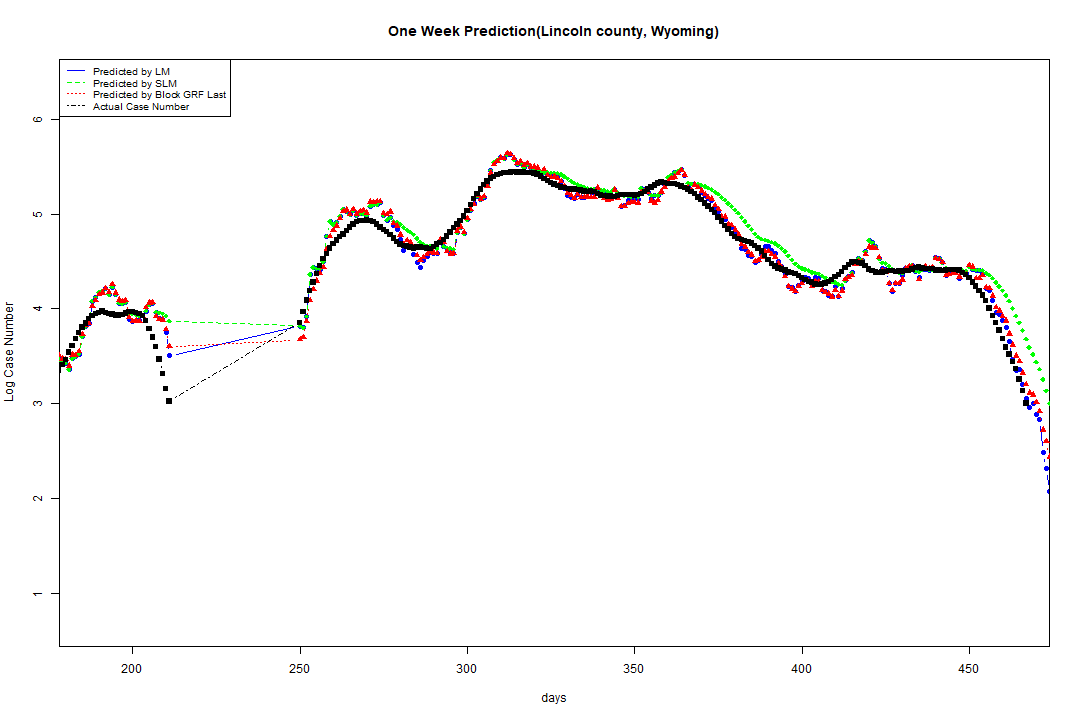 One Week Prediction(Lincoln county, Wyoming)
Predicted by LM
Predicted by SLM
Predicted by Block GRF Last
Actual Case Number
Log Case Number
6
5
4
3
2
1
200 250 300 350 400 450
days